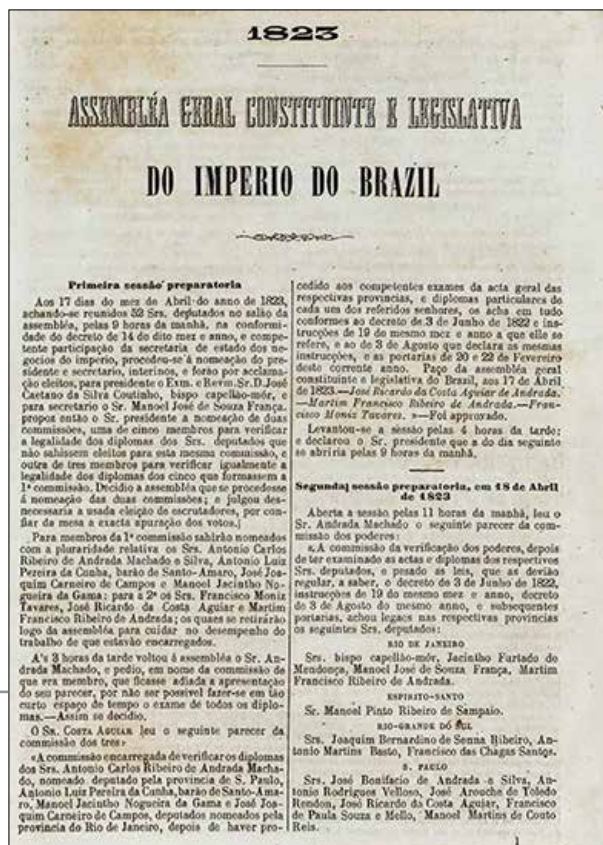 1823
ASSEMBLÉA GERAL CONSTITUINTE E LEGISLATIVA
DO IMPERIO DO BRAZIL
Primeira sessão preparatoria
Aos 17 dias do mez de Abril do anno de 1823,
achando-se reunidos 52 Srs. deputados no salão da
assembléa, pelas 9 horas da manhã, na conformi-
dade do decreto de 14 do dito mez e anno, e compe-
tente participação da secretaria de estado dos ne-
gocios do imperio, procedeu-se á nomeação do pre-
sidente e secretario, interinos, e forão por acclama-
ção eleitos, para presidente o Exm. e Revm. Sr. D. José
Caetano da Silva Coutinho, bispo capellão-mór, e
para secretario o Sr. Manoel José de Souza França.
propoz então o Sr. presidente a nomeação de duas
commissões, uma de cinco membros para verificar
a legalidade dos diplomas dos Srs. deputados que
não sahissem eleitos para esta mesma commissão, e
outra de tres membros para verificar igualmente a
legalidade dos diplomas dos cinco que formassem a
1ª commissão. Decidio a assembléa que se procedesse
á nomeação das duas commissões; e julgou des-
necessaria a usada eleição de escrutadores, por con-
fiar da mesa a exacta apuração dos votos.
Para membros da 1ª commissão sahirão nomeados
com a pluralidade relativa os Srs. Antonio Carlos
Ribeiro de Andrada Machado e Silva, Antonio Luiz
Pereira da Cunha, barão de Santo-Amaro, José Joa-
quim Carneiro de Campos e Manoel Jacintho No-
gueira da Gama; para a 2ª os Srs. Francisco Moniz
Tavares, José Ricardo da Costa Aguiar e Martim
Francisco Ribeiro de Andrada; os quaes se retirárão
logo da assembléa para cuidar no desempenho do
trabalho de que estavão encarregados.
A's 3 horas da tarde voltou á assembléa o Sr. An-
drada Machado, e pedio, em nome da commissão de
que era membro, que ficasse adiada a apresentação
do seu parecer, por não ser possivel fazer-se em tão
curto espaço de tempo o exame de todos os diplo-
mas.—Assim se decidio.
O SR. COSTA AGUIAR leu o seguinte parecer da
commissão dos tres:
«A commissão encarregada de verificar os diplomas
dos Srs. Antonio Carlos Ribeiro de Andrada Macha-
do, nomeado deputado pela provincia de S. Paulo,
Antonio Luiz Pereira da Cunha, barão de Santo-Ama-
ro, Manoel Jacintho Nogueira da Gama e José Joa-
quim Carneiro de Campos, deputados nomeados pela
provincia do Rio de Janeiro, depois de haver pro-
cedido aos competentes exames da acta geral das
respectivas provincias, e diplomas particulares de
cada um dos referidos senhores, os acha em tudo
conformes ao decreto de 3 de Junho de 1822 e ins-
trucções de 19 do mesmo mez e anno a que elle se
refere, e ao de 3 de Agosto que declara as mesmas
instrucções, e as portarias de 20 e 22 de Fevereiro
deste corrente anno. Paço da assembléa geral
constituinte e legislativa do Brazil, aos 17 de Abril
de 1823.—José Ricardo da Costa Aguiar de Andrada.
—Martim Francisco Ribeiro de Andrada.—Fran-
cisco Moniz Tavares. »—Foi approvado.
Levantou-se a sessão pelas 4 horas da tarde;
e declarou o Sr. presidente que a do dia seguinte
se abriria pelas 9 horas da manhã.
Segunda sessão preparatoria, em 18 de Abril
de 1823
Aberta a sessão pelas 11 horas da manhã, leu o
Sr. Andrada Machado o seguinte parecer da com-
missão dos poderes:
«A commissão da verificação dos poderes, depois
de ter examinado as actas e diplomas dos respectivos
Srs. deputados, e pesado as leis, que as devião
regular, a saber, o decreto de 3 de Junho de 1822,
instrucções de 19 do mesmo mez e anno, decreto
de 3 de Agosto do mesmo anno, e subsequentes
portarias, achou legaes nas respectivas provincias
os seguintes Srs. deputados:
RIO DE JANEIRO
Srs. bispo capellão-mór, Jacintho Furtado de
Mendonça, Manoel José de Souza França, Martim
Francisco Ribeiro de Andrada.
ESPIRITO-SANTO
Sr. Manoel Pinto Ribeiro de Sampaio.
RIO-GRANDE DO SUL
Srs. Joaquim Bernardino de Senna Ribeiro, An-
tonio Martins Basto, Francisco das Chagas Santos.
S. PAULO
Srs. José Bonifacio de Andrada e Silva, An-
tonio Rodrigues Velloso, José Arouche de Toledo
Rendon, José Ricardo da Costa Aguiar, Francisco
de Paula Souza e Mello, Manoel Martins do Couto
Reis.
1